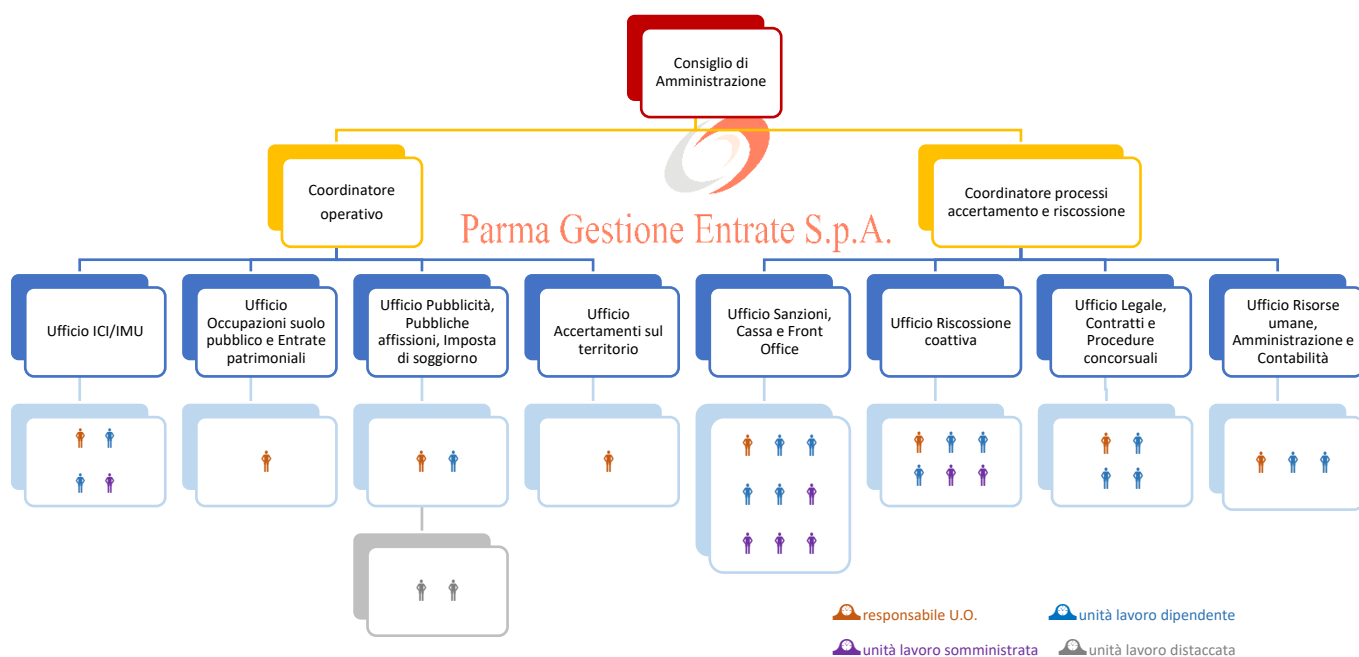 Consiglio di
Amministrazione
Coordinatore
operativo
Coordinatore processi
accertamento e riscossione
Parma Gestione Entrate S.p.A.
Ufficio ICI/IMU
Ufficio
Occupazioni suolo
pubblico e Entrate
patrimoniali
Ufficio Pubblicità,
Pubbliche
affissioni, Imposta
di soggiorno
Ufficio
Accertamenti sul
territorio
Ufficio Sanzioni,
Cassa e Front
Office
Ufficio Riscossione
coattiva
Ufficio Legale,
Contratti e
Procedure
concorsuali
Ufficio Risorse
umane,
Amministrazione e
Contabilità
responsabile U.O.
unità lavoro dipendente
unità lavoro somministrata
unità lavoro distaccata